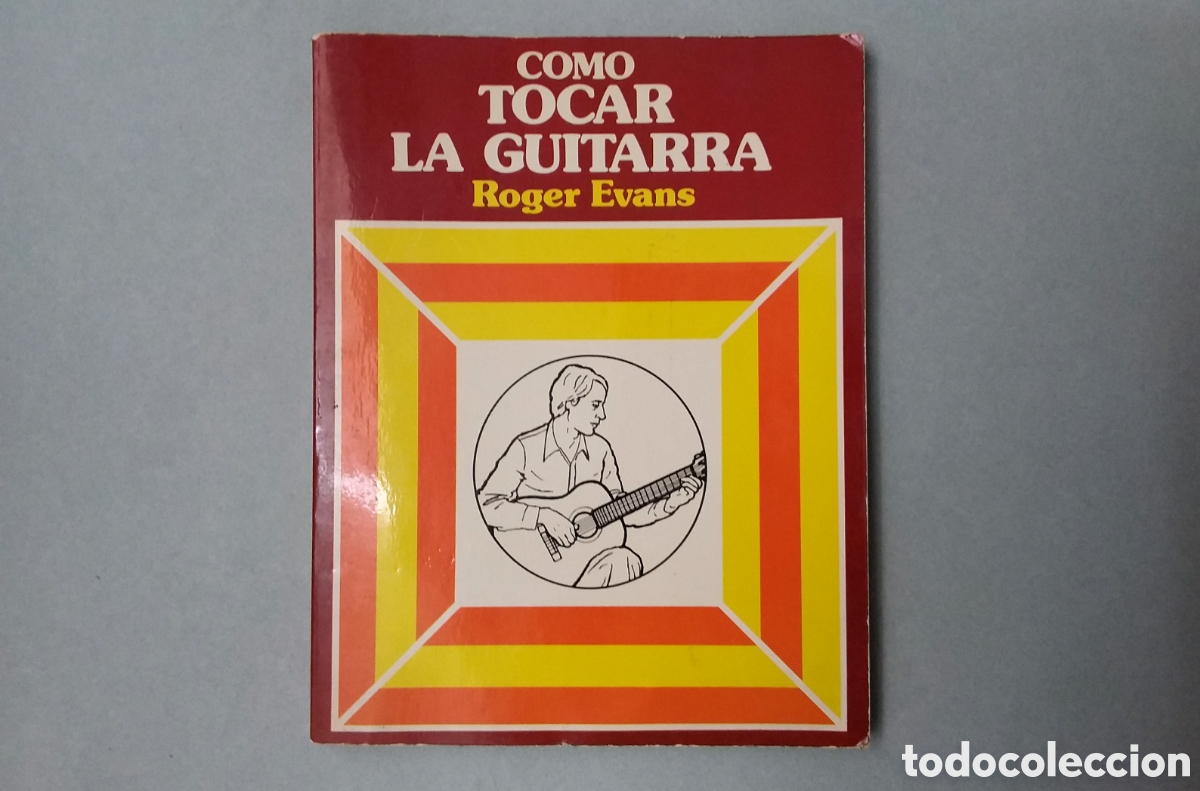 COMO
TOCAR
LA GUITARRA
Roger Evans
todocoleccion